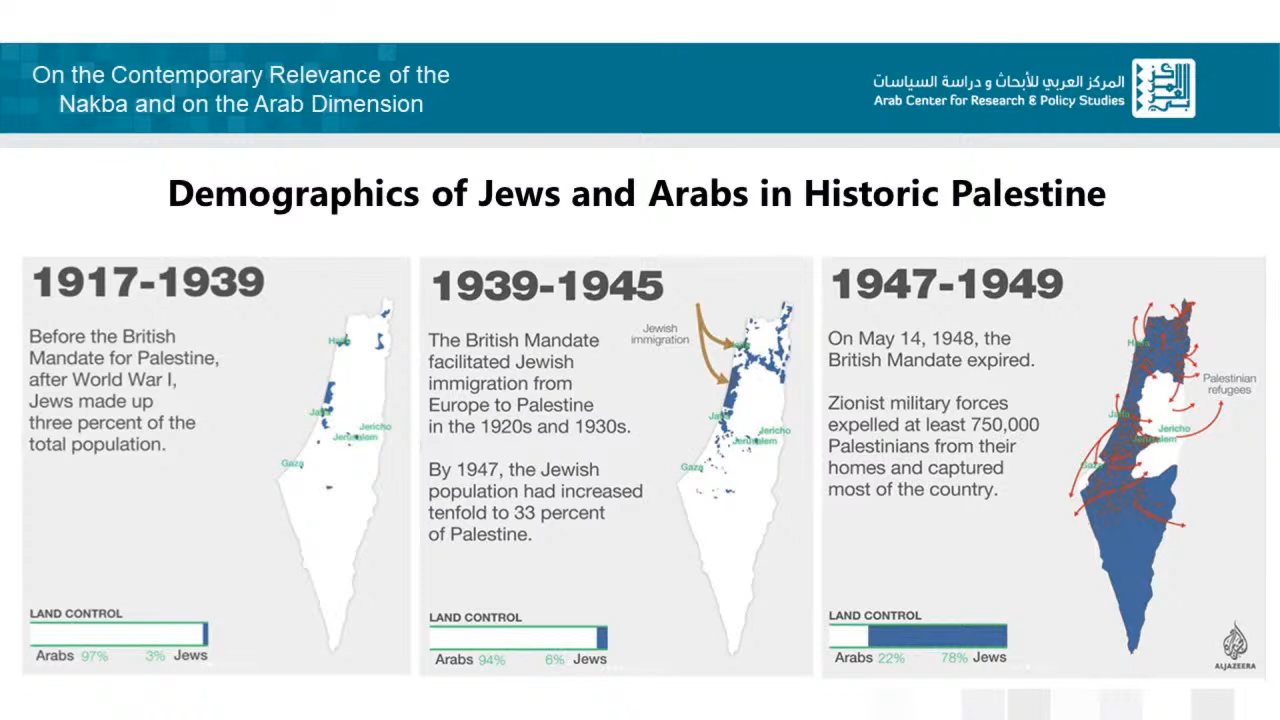 On the Contemporary Relevance of the
Nakba and on the Arab Dimension
المركز العربي للأبحاث و دراسة السياسات
Arab Center for Research & Policy Studies
Demographics of Jews and Arabs in Historic Palestine
1917-1939
Before the British
Mandate for Palestine,
after World War I,
Jews made up
three percent of the
total population.
Haifa
Jaffa
Jericho
Jerusalem
Gaza
LAND CONTROL
Arabs 97% 3% Jews
1939-1945
The British Mandate
facilitated Jewish
immigration from
Europe to Palestine
in the 1920s and 1930s.
By 1947, the Jewish
population had increased
tenfold to 33 percent
of Palestine.
Jewish
immigration
Jaffa
Jericho
Jerusalem
Gaza
LAND CONTROL
Arabs 94% 6% Jews
1947-1949
On May 14, 1948, the
British Mandate expired.
Zionist military forces
expelled at least 750,000
Palestinians from their
homes and captured
most of the country.
Haifa
Palestinian
refugees
Jaffa
Jericho
Jerusalem
Gaza
LAND CONTROL
Arabs 22% 78% Jews
ALJAZEERA